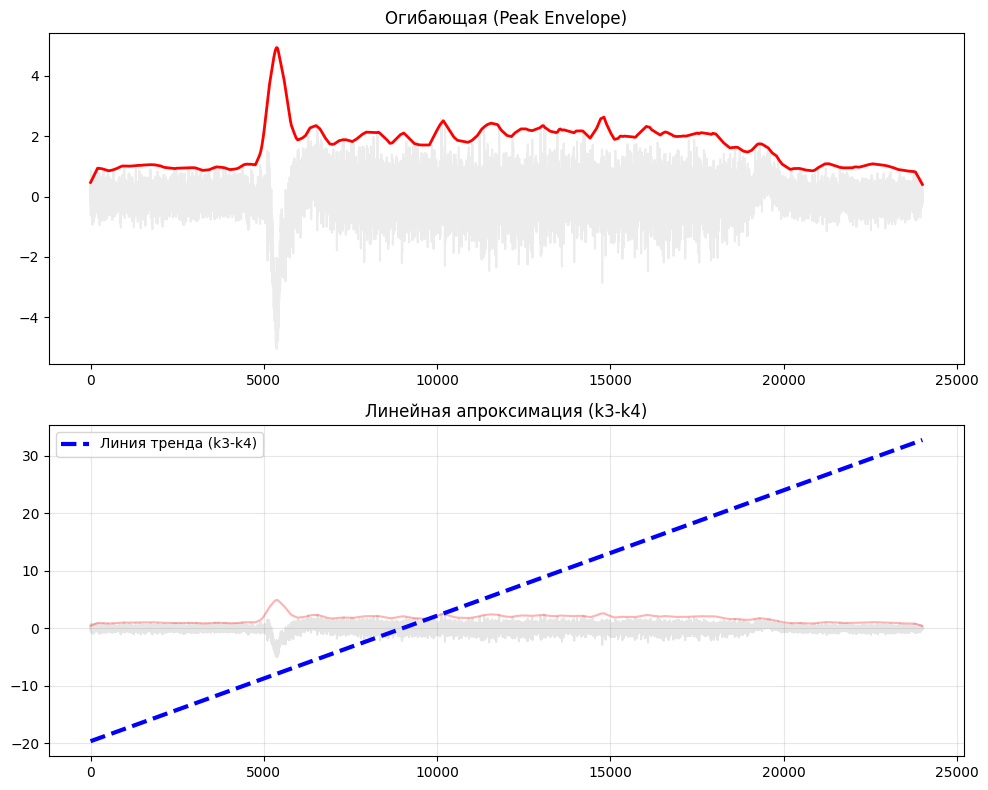 Огибающая (Peak Envelope)
4
2
0
−2
−4
0 5000 10000 15000 20000 25000
Линейная апроксимация (k3-k4)
Линия тренда (k3-k4)
30
20
10
0
−10
−20
0 5000 10000 15000 20000 25000